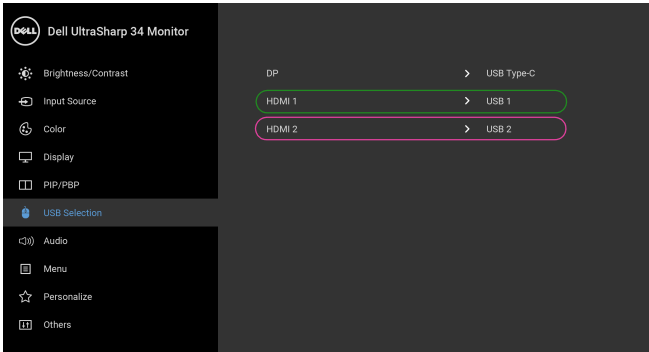 DELL
Dell UltraSharp 34 Monitor
Brightness/Contrast
Input Source
Color
Display
PIP/PBP
USB Selection
Audio
Menu
Personalize
Others
DP > USB Type-C
HDMI 1 > USB 1
HDMI 2 > USB 2